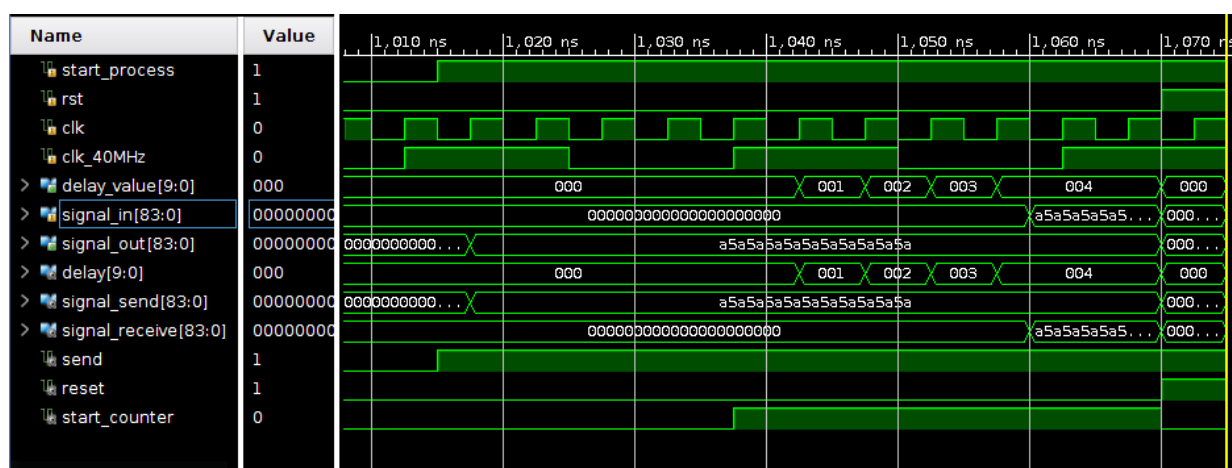 Name Value 1,010 ns 1,020 ns 1,030 ns 1,040 ns 1,050 ns 1,060 ns 1,070 ns
start_process 1
rst 1
clk 0
clk_40MHz 0
> delay_value[9:0] 000 000 001 002 003 004 000
> signal_in[83:0] 00000000 000000000000000000000 a5a5a5a5a5... 000...
> signal_out[83:0] 00000000 0000000000... a5a5a5a5a5a5a5a5a5a5a 000...
> delay[9:0] 000 000 001 002 003 004 000
> signal_send[83:0] 00000000 0000000000... a5a5a5a5a5a5a5a5a5a5a 000...
> signal_receive[83:0] 00000000 000000000000000000000 a5a5a5a5a5... 000...
send 1
reset 1
start_counter 0